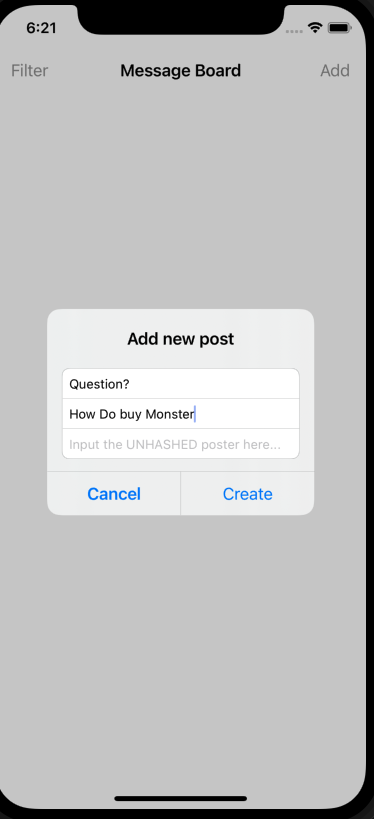 6:21
Filter Message Board Add
Add new post
Question?
How Do buy Monster
Input the UNHASHED poster here...
Cancel Create